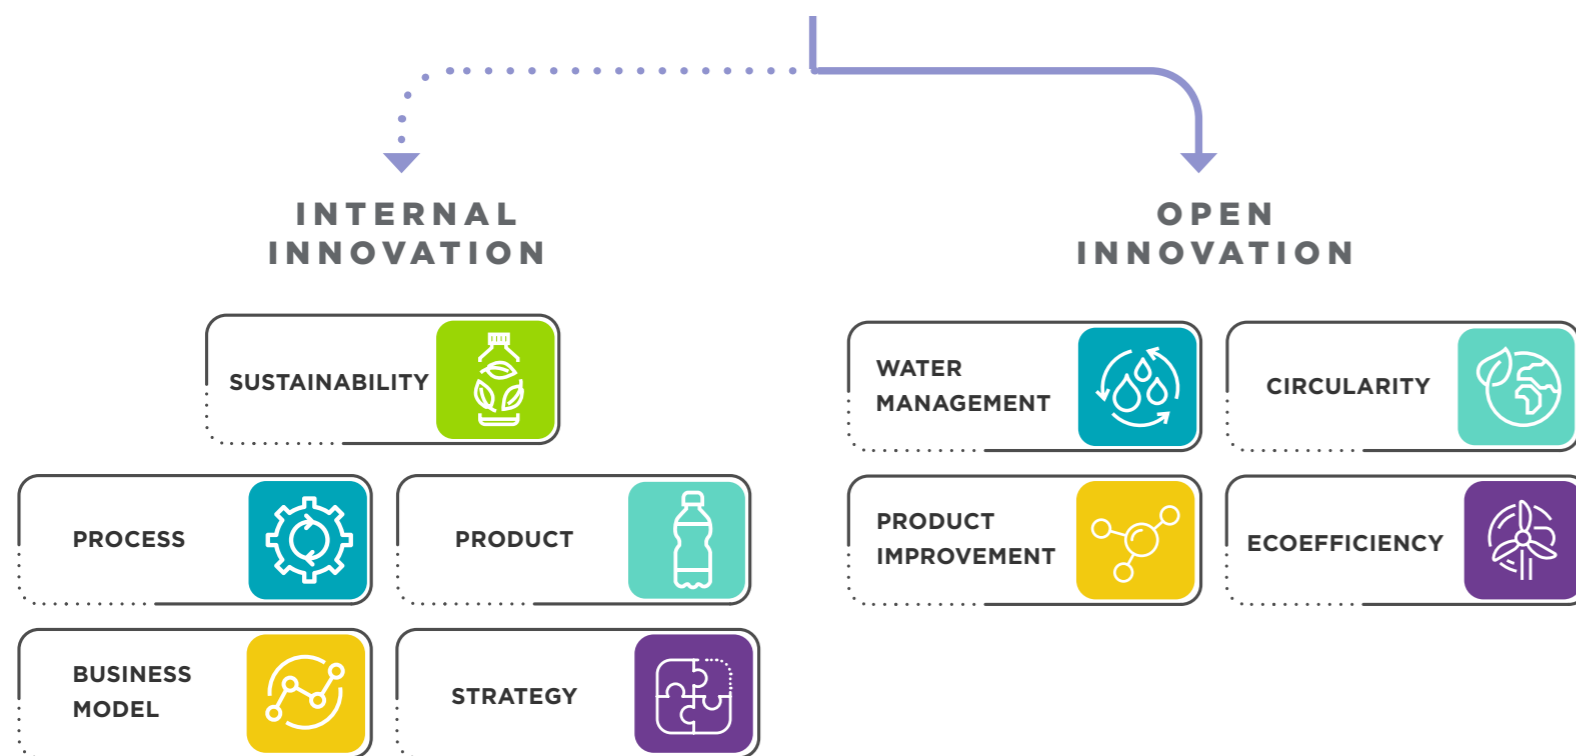 INTERNAL
INNOVATION
SUSTAINABILITY
PROCESS
PRODUCT
BUSINESS
MODEL
STRATEGY
OPEN
INNOVATION
WATER
MANAGEMENT
CIRCULARITY
PRODUCT
IMPROVEMENT
ECOEFFICIENCY